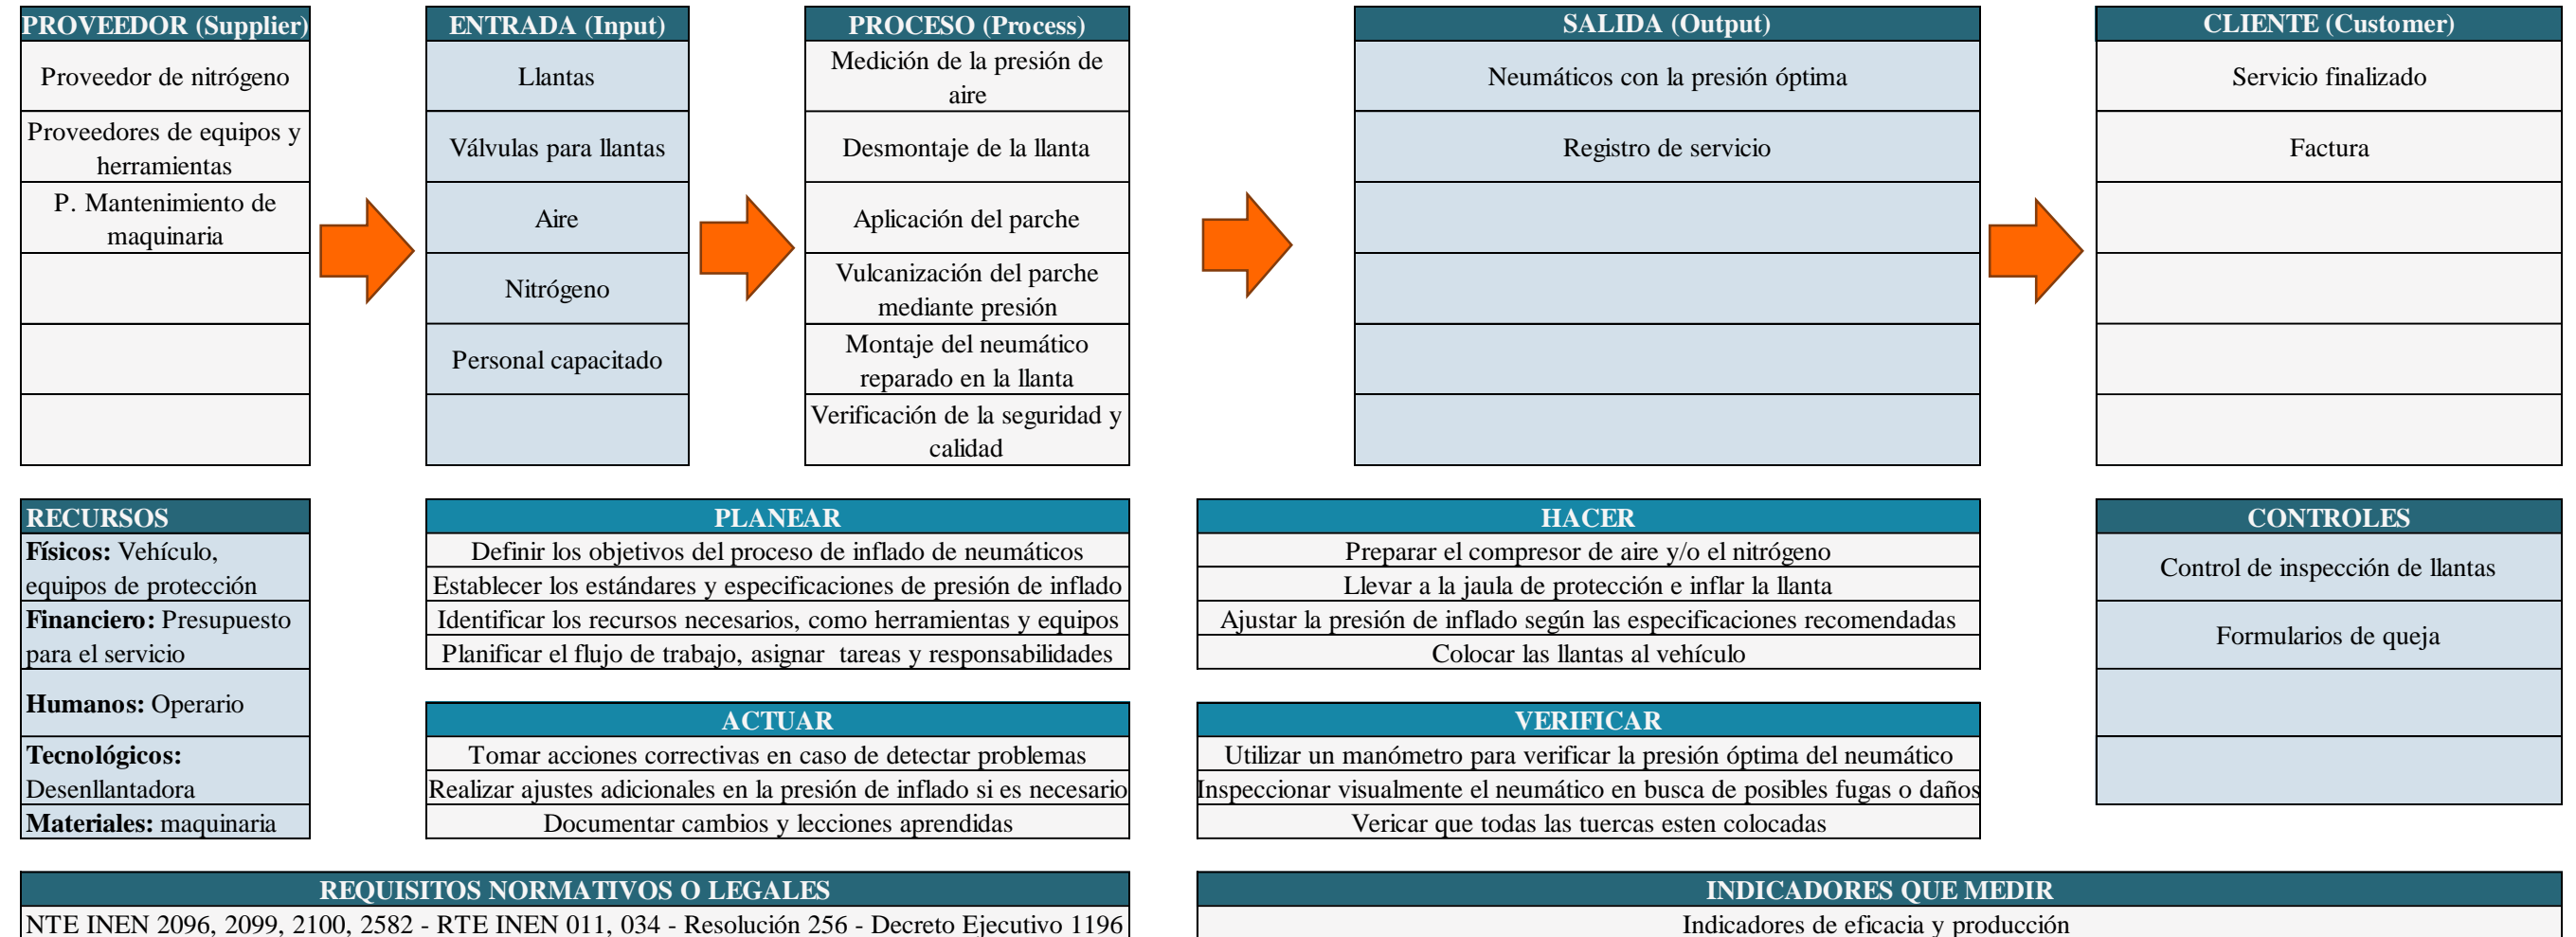 PROVEEDOR (Supplier)
Proveedor de nitrógeno
Proveedores de equipos y
herramientas
P. Mantenimiento de
maquinaria
ENTRADA (Input)
Llantas
Válvulas para llantas
Aire
Nitrógeno
Personal capacitado
PROCESO (Process)
Medición de la presión de
aire
Desmontaje de la llanta
Aplicación del parche
Vulcanización del parche
mediante presión
Montaje del neumático
reparado en la llanta
Verificación de la seguridad y
calidad
SALIDA (Output)
Neumáticos con la presión óptima
Registro de servicio
CLIENTE (Customer)
Servicio finalizado
Factura
RECURSOS
Físicos: Vehículo,
equipos de protección
Financiero: Presupuesto
para el servicio
Humanos: Operario
Tecnológicos:
Desenllantadora
Materiales: maquinaria
PLANEAR
Definir los objetivos del proceso de inflado de neumáticos
Establecer los estándares y especificaciones de presión de inflado
Identificar los recursos necesarios, como herramientas y equipos
Planificar el flujo de trabajo, asignar tareas y responsabilidades
HACER
Preparar el compresor de aire y/o el nitrógeno
Llevar a la jaula de protección e inflar la llanta
Ajustar la presión de inflado según las especificaciones recomendadas
Colocar las llantas al vehículo
CONTROLES
Control de inspección de llantas
Formularios de queja
ACTUAR
Tomar acciones correctivas en caso de detectar problemas
Realizar ajustes adicionales en la presión de inflado si es necesario
Documentar cambios y lecciones aprendidas
VERIFICAR
Utilizar un manómetro para verificar la presión óptima del neumático
Inspeccionar visualmente el neumático en busca de posibles fugas o daños
Vericar que todas las tuercas esten colocadas
REQUISITOS NORMATIVOS O LEGALES
NTE INEN 2096, 2099, 2100, 2582 - RTE INEN 011, 034 - Resolución 256 - Decreto Ejecutivo 1196
INDICADORES QUE MEDIR
Indicadores de eficacia y producción